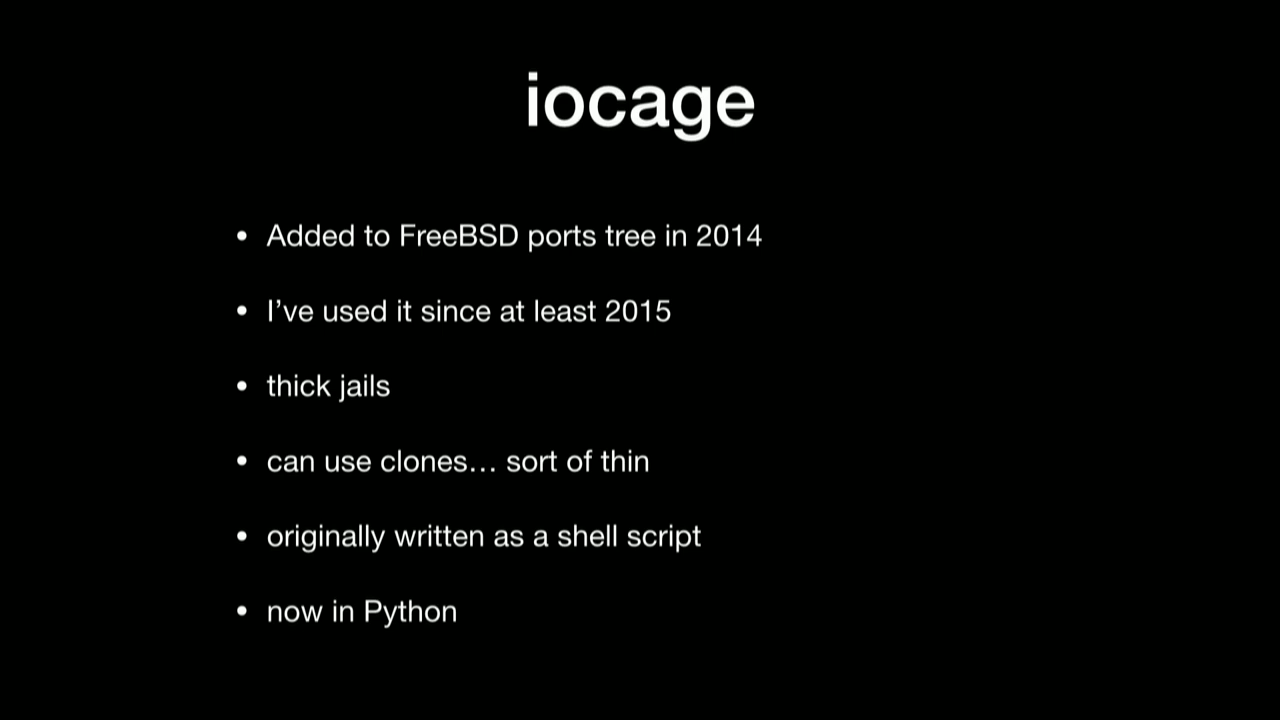 iocage
• Added to FreeBSD ports tree in 2014
• I’ve used it since at least 2015
• thick jails
• can use clones… sort of thin
• originally written as a shell script
• now in Python